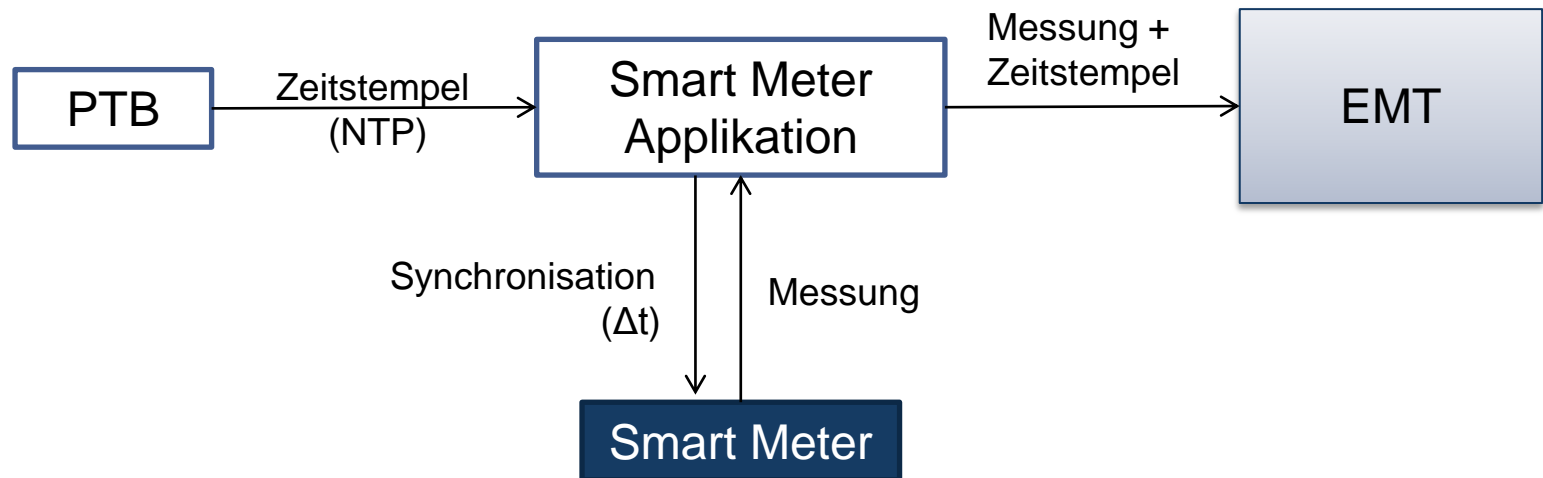 PTB
Zeitstempel
(NTP)
Smart Meter
Applikation
Messung +
Zeitstempel
EMT
Synchronisation
(Δt)
Messung
Smart Meter